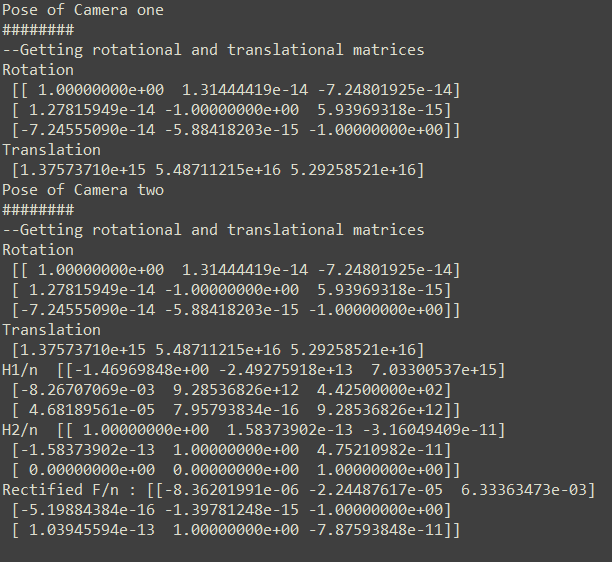 Pose of Camera one
########
--Getting rotational and translational matrices
Rotation
[[ 1.00000000e+00  1.31444419e-14 -7.24801925e-14]
[ 1.27815949e-14 -1.00000000e+00  5.93969318e-15]
[-7.24555090e-14 -5.88418203e-15 -1.00000000e+00]]
Translation
[1.37573710e+15 5.48711215e+16 5.29258521e+16]
Pose of Camera two
########
--Getting rotational and translational matrices
Rotation
[[ 1.00000000e+00  1.31444419e-14 -7.24801925e-14]
[ 1.27815949e-14 -1.00000000e+00  5.93969318e-15]
[-7.24555090e-14 -5.88418203e-15 -1.00000000e+00]]
Translation
[1.37573710e+15 5.48711215e+16 5.29258521e+16]
H1/n  [[-1.46969848e+00 -2.49275918e+13  7.03300537e+15]
[-8.26707069e-03  9.28536826e+12  4.42500000e+02]
[ 4.68189561e-05  7.95793834e-16  9.28536826e+12]]
H2/n  [[ 1.00000000e+00  1.58373902e-13 -3.16049409e-11]
[-1.58373902e-13  1.00000000e+00  4.75210982e-11]
[ 0.00000000e+00  0.00000000e+00  1.00000000e+00]]
Rectified F/n : [[-8.36201991e-06 -2.24487617e-05  6.33363473e-03]
[-5.19884384e-16 -1.39781248e-15 -1.00000000e+00]
[ 1.03945594e-13  1.00000000e+00 -7.87593848e-11]]